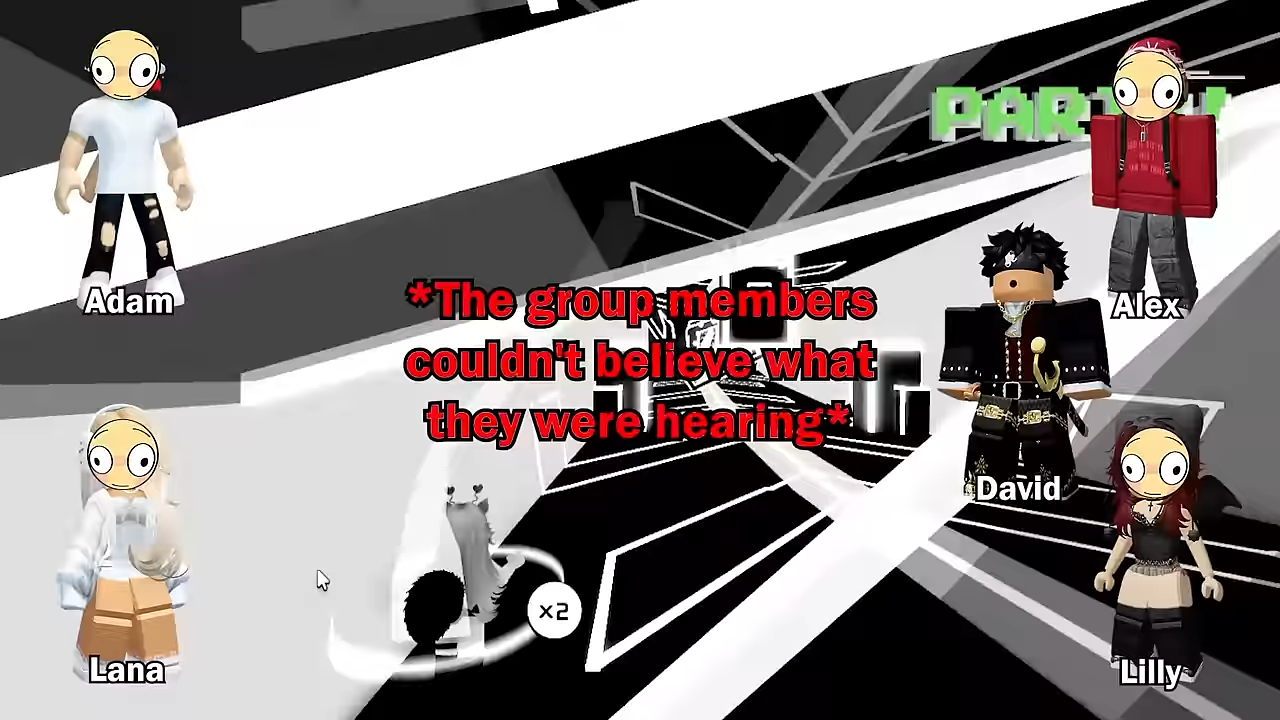 Adam
Alex
*The group members
couldn't believe what
they were hearing*
David
x2
Lana
Lilly